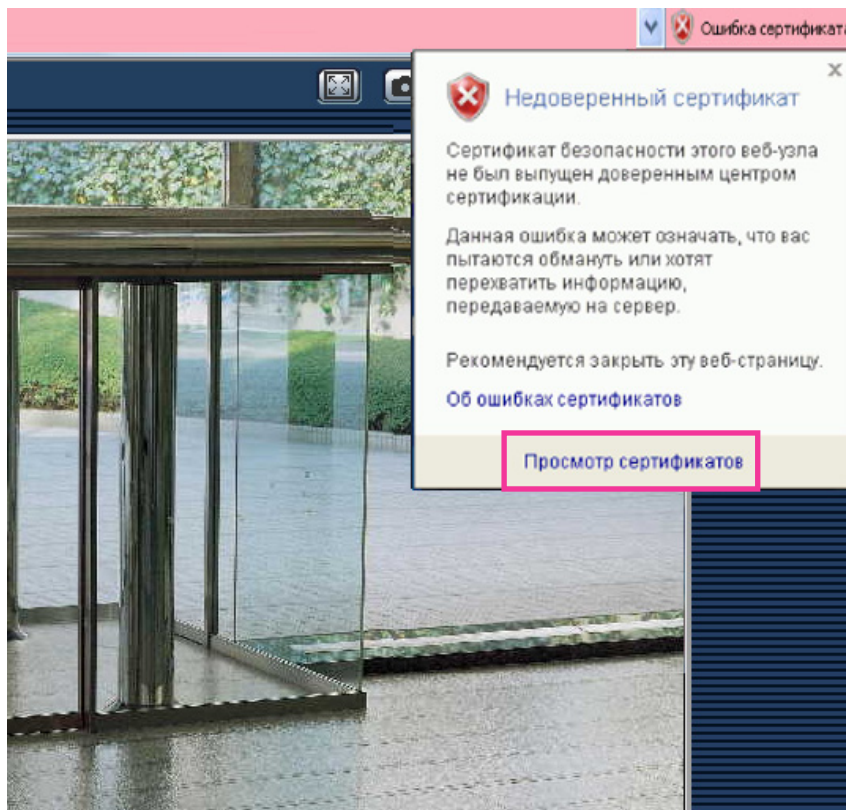 Ошибка сертификата
Недоверенный сертификат
Сертификат безопасности этого веб-узла
не был выпущен доверенным центром
сертификации.
Данная ошибка может означать, что вас
пытаются обмануть или хотят
перехватить информацию,
передаваемую на сервер.
Рекомендуется закрыть эту веб-страницу.
Об ошибках сертификатов
Просмотр сертификатов